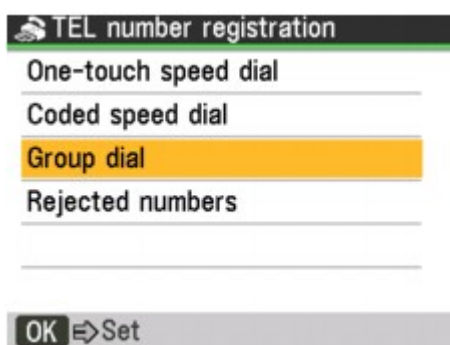 TEL number registration
One-touch speed dial
Coded speed dial
Group dial
Rejected numbers
OK ⇨Set